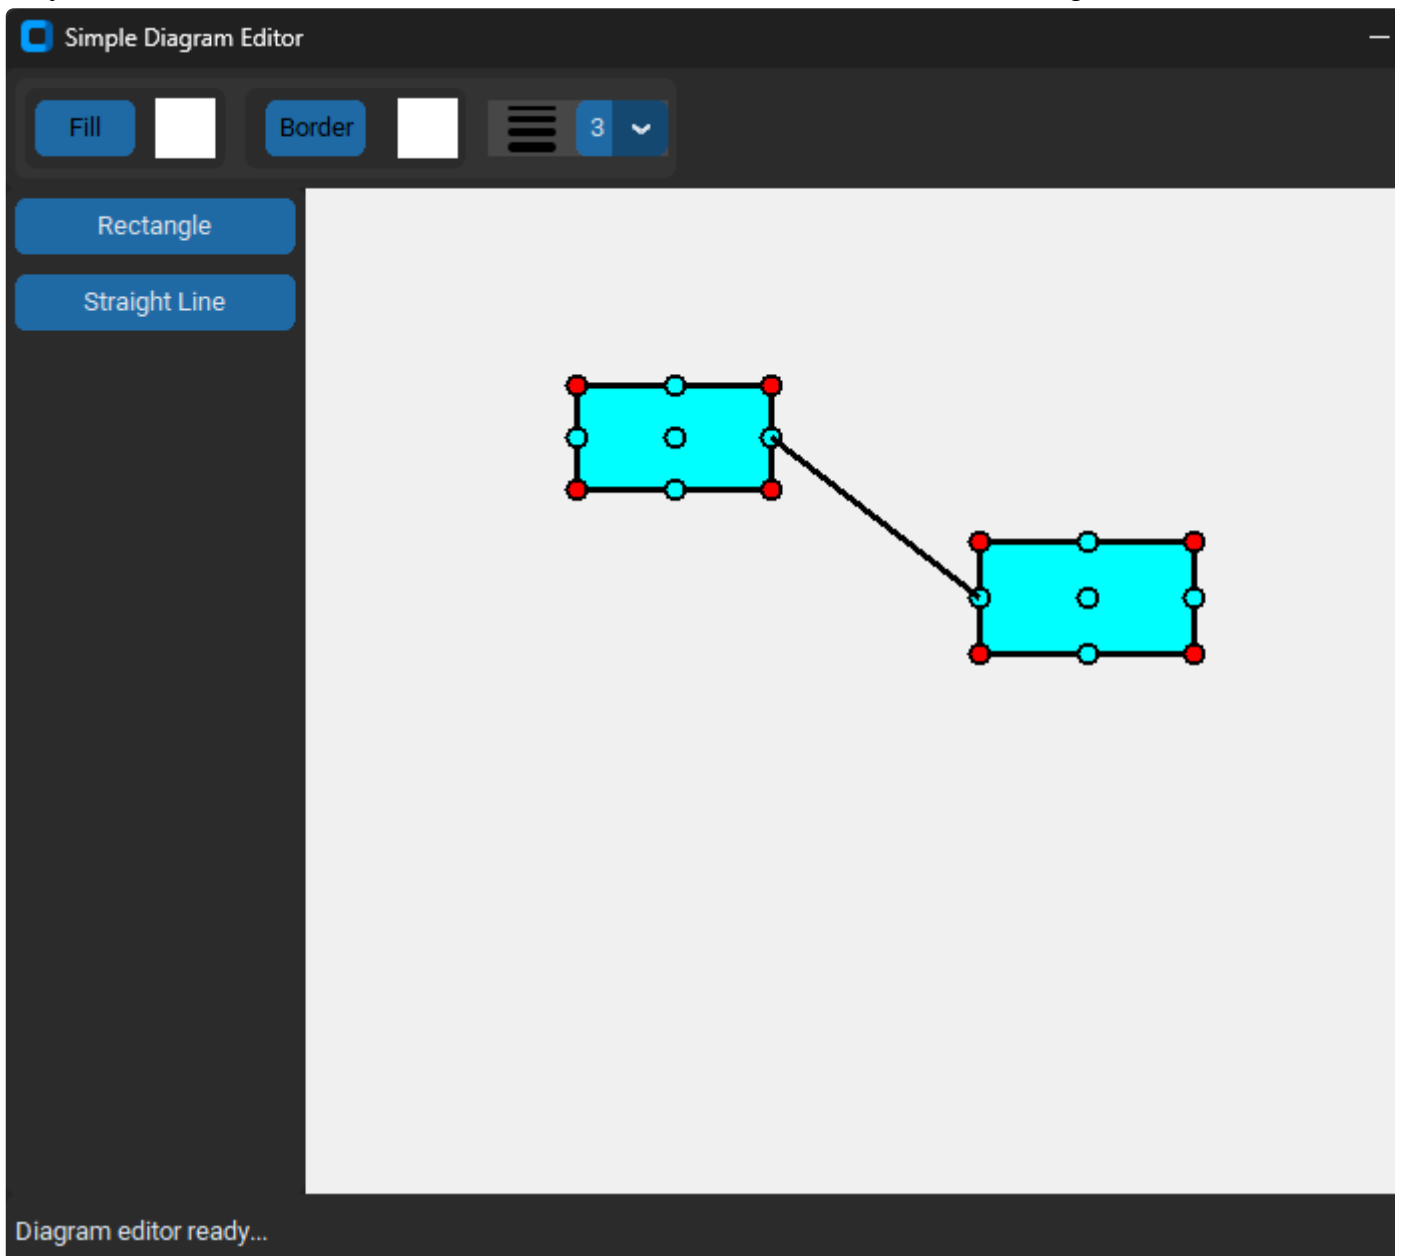 Simple Diagram Editor
Fill
Border
3
Rectangle
Straight Line
Diagram editor ready...